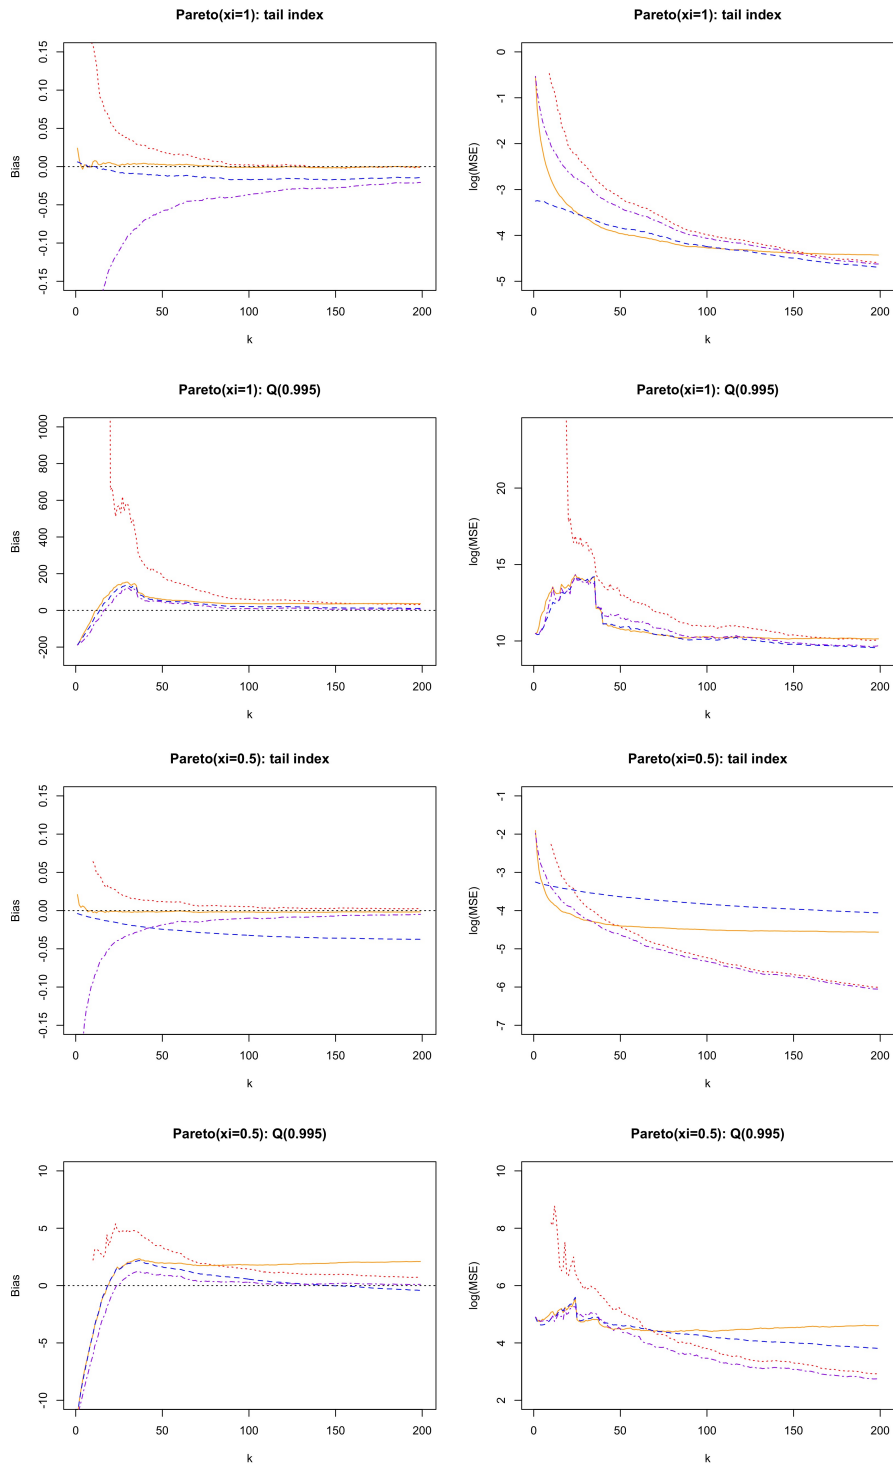 Pareto(xi=1): tail index
Bias
0.15
0.10
0.05
0.00
-0.05
-0.10
-0.15
0 50 100 150 200
k
Pareto(xi=1): tail index
log(MSE)
0
-1
-2
-3
-4
-5
0 50 100 150 200
k
Pareto(xi=1): Q(0.995)
Bias
1000
800
600
400
200
0
200
0 50 100 150 200
k
Pareto(xi=1): Q(0.995)
log(MSE)
20
15
10
0 50 100 150 200
k
Pareto(xi=0.5): tail index
Bias
0.15
0.10
0.05
0.00
-0.05
-0.10
-0.15
0 50 100 150 200
k
Pareto(xi=0.5): tail index
log(MSE)
-1
-2
-3
-4
-5
-6
-7
0 50 100 150 200
k
Pareto(xi=0.5): Q(0.995)
Bias
10
5
0
-5
-10
0 50 100 150 200
k
Pareto(xi=0.5): Q(0.995)
log(MSE)
10
8
6
4
2
0 50 100 150 200
k